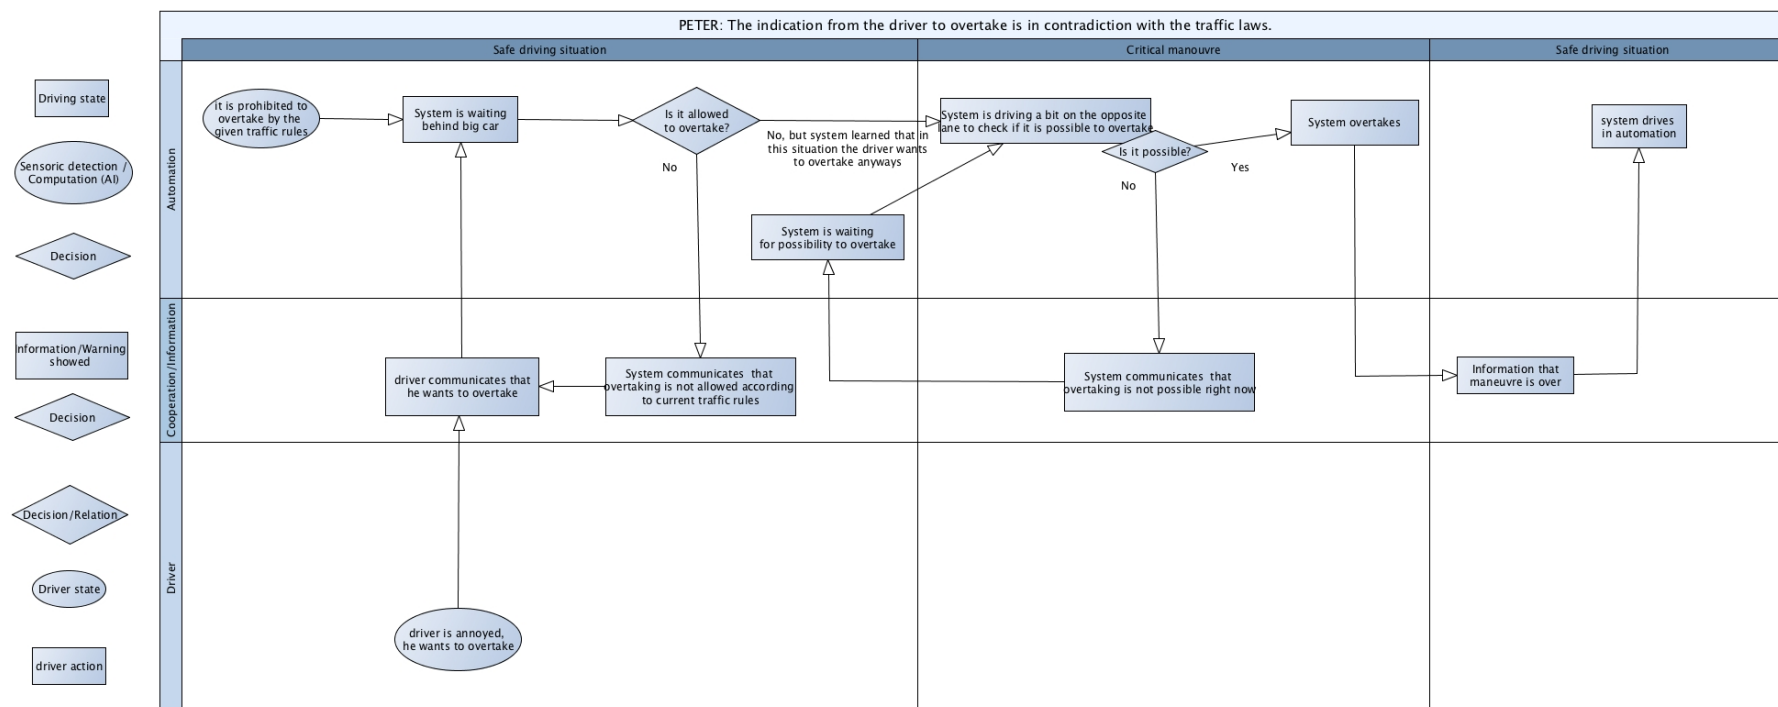 PETER: The indication from the driver to overtake is in contradiction with the traffic laws.
Safe driving situation
Critical manouvre
Safe driving situation
Driving state
Sensoric detection /
Computation (AI)
Decision
Information/Warning
showed
Decision
Decision/Relation
Driver state
driver action
Automation
it is prohibited to
overtake by the
given traffic rules
System is waiting
behind big car
Is it allowed
to overtake?
No, but system learned that in
this situation the driver wants
to overtake anyways
No
System is driving a bit on the opposite
lane to check if it is possible to overtake
Is it possible?
Yes
No
System overtakes
system drives
in automation
System is waiting
for possibility to overtake
Cooperation/Information
driver communicates that
he wants to overtake
System communicates that
overtaking is not allowed according
to current traffic rules
System communicates that
overtaking is not possible right now
Information that
maneuvre is over
Driver
driver is annoyed,
he wants to overtake